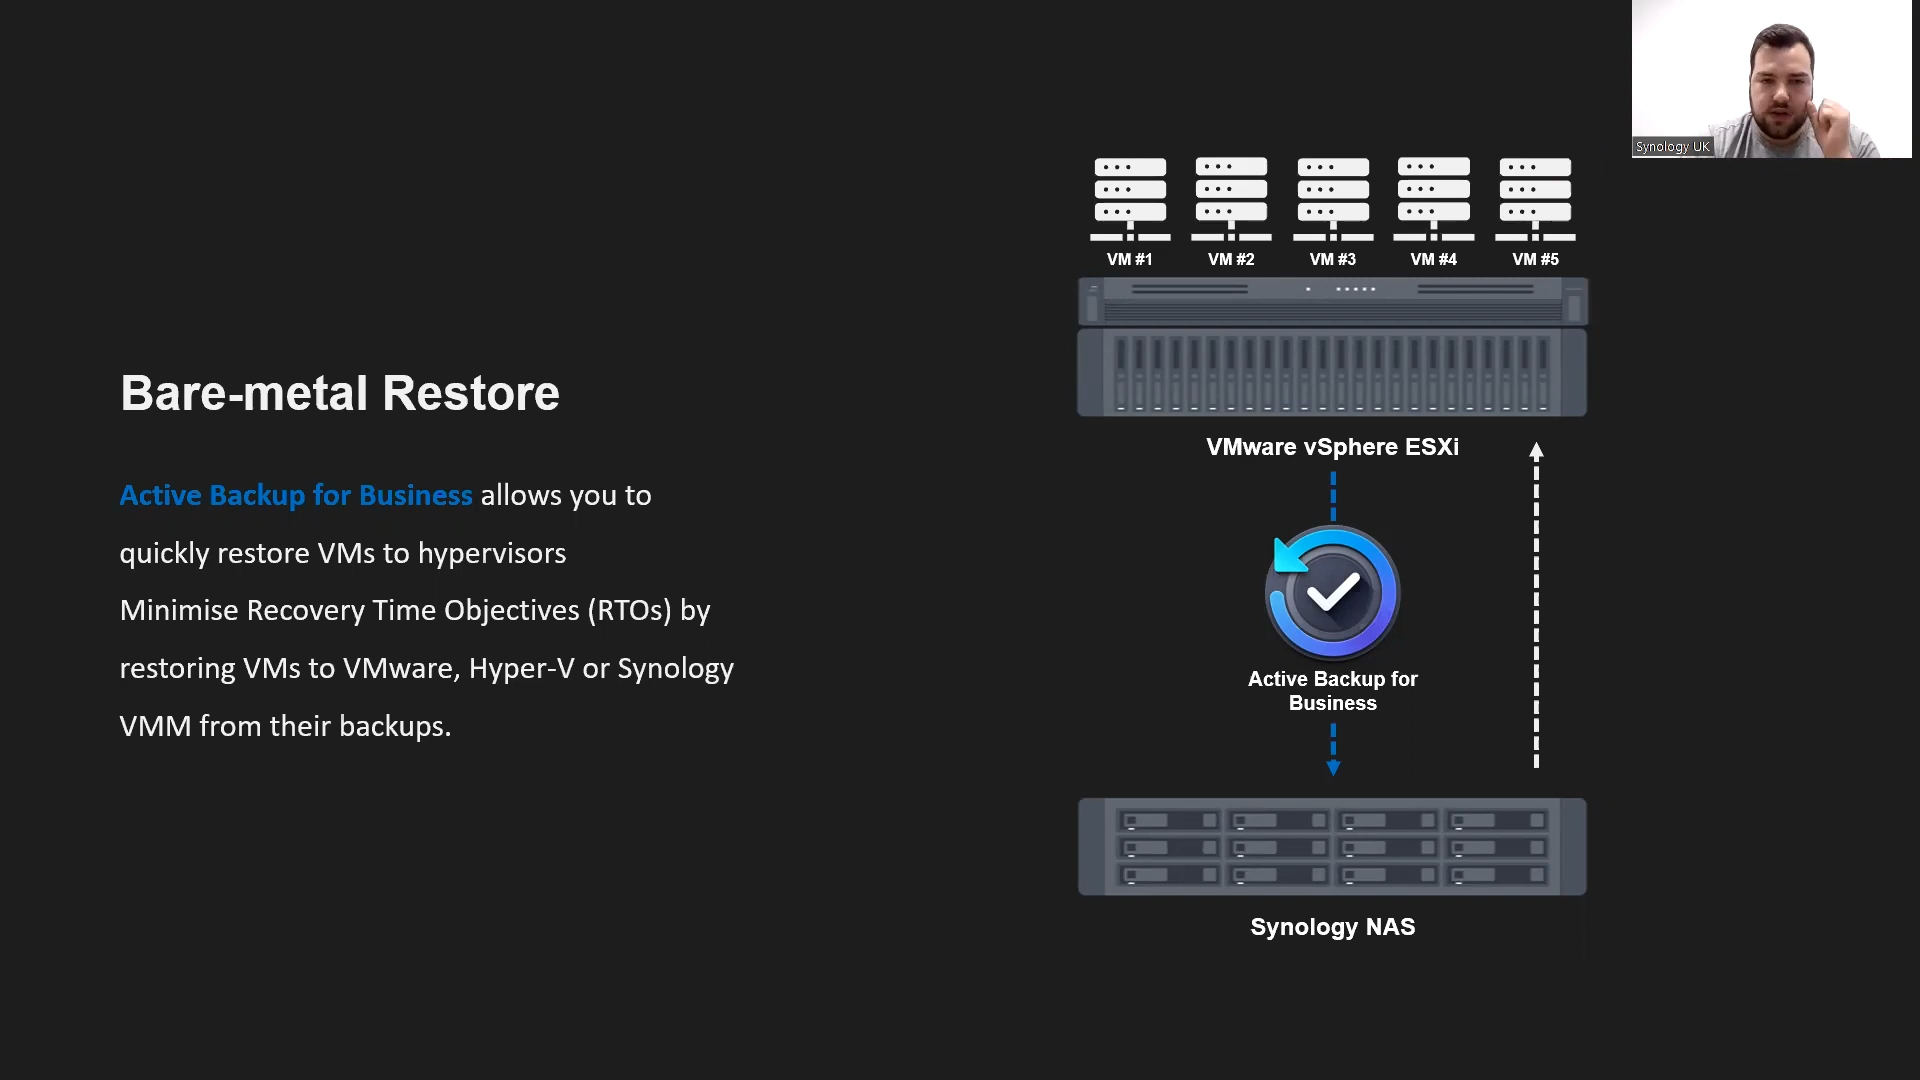 Synology UK
VM #1
VM #2
VM #3
VM #4
VM #5
Bare-metal Restore
VMware vSphere ESXi
Active Backup for Business allows you to
quickly restore VMs to hypervisors
Minimise Recovery Time Objectives (RTOs) by
restoring VMs to VMware, Hyper-V or Synology
VMM from their backups.
Active Backup for
Business
Synology NAS